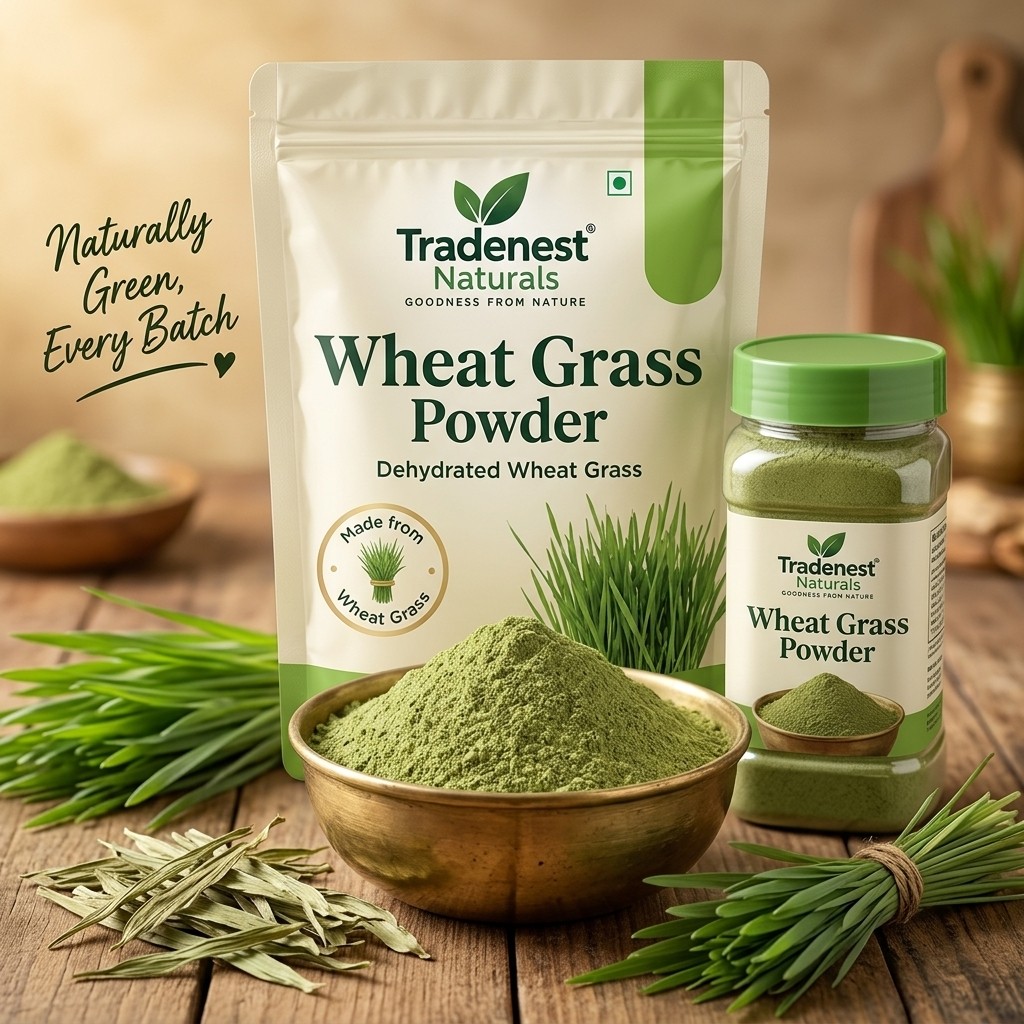 Naturally
Green,
Every Batch
Tradenest
Naturals
GOODNESS FROM NATURE
Wheat Grass
Powder
Dehydrated Wheat Grass
Made from
Wheat Grass
Tradenest
Naturals
GOODNESS FAON NATURE
Wheat Grass
Powder